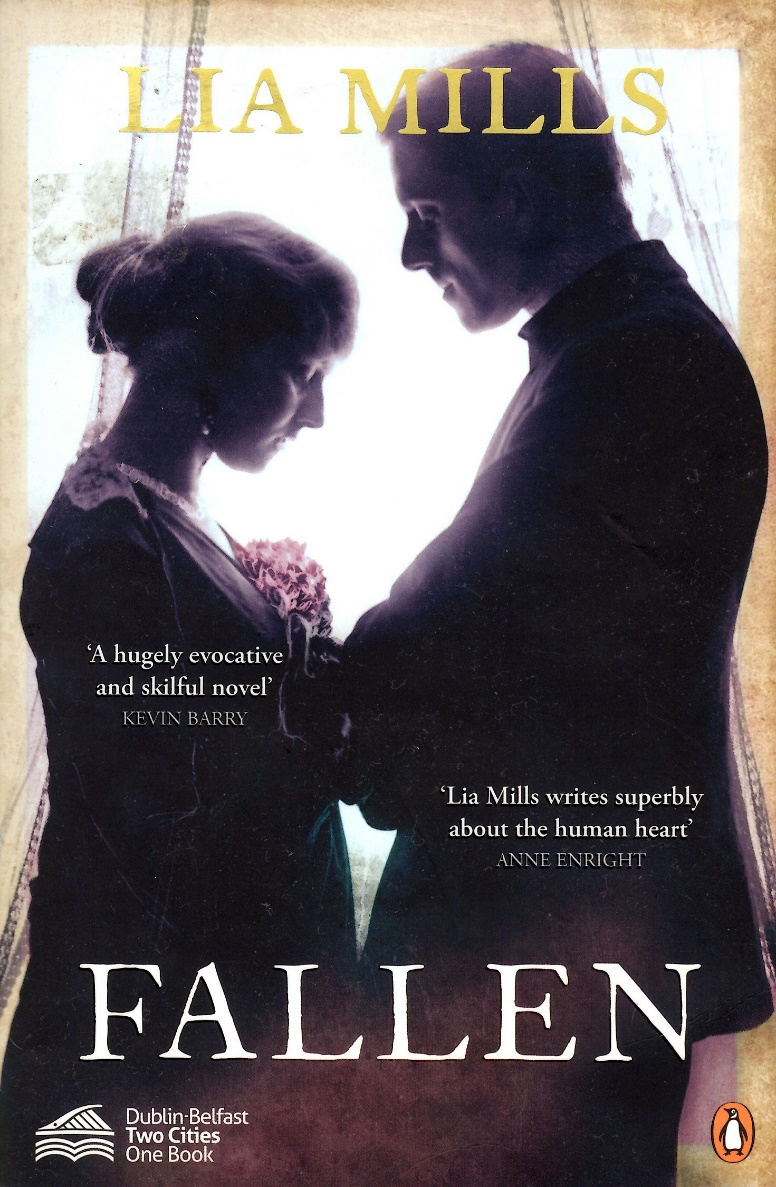 LIA MILLS
‘A hugely evocative
and skilful novel’
KEVIN BARRY
‘Lia Mills writes superbly
about the human heart’
ANNE ENRIGHT
FALLEN
Dublin-Belfast
Two Cities
One Book